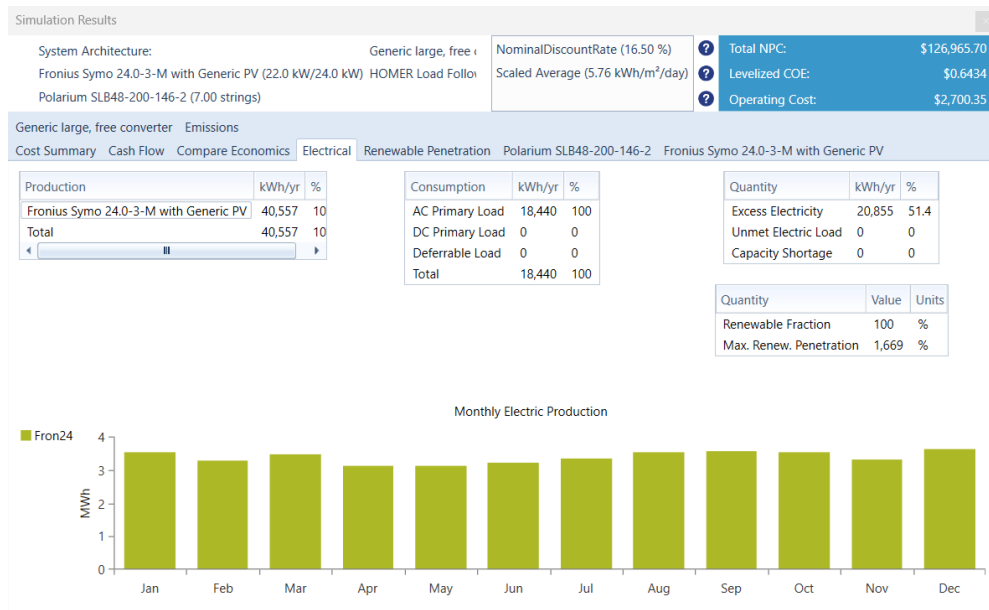 Simulation Results
System Architecture:
Generic large, free c
Fronius Symo 24.0-3-M with Generic PV (22.0 kW/24.0 kW)
HOMER Load Follow
Polarium SLB48-200-146-2 (7.00 strings)
NominalDiscountRate (16.50 %)
Scaled Average (5.76 kWh/m²/day)
? Total NPC: $126,965.70
? Levelized COE: $0.6434
? Operating Cost: $2,700.35
Generic large, free converter Emissions
Cost Summary Cash Flow Compare Economics Electrical Renewable Penetration Polarium SLB48-200-146-2 Fronius Symo 24.0-3-M with Generic PV
Production kWh/yr %
Fronius Symo 24.0-3-M with Generic PV 40,557 10
Total 40,557 10
Consumption kWh/yr %
AC Primary Load 18,440 100
DC Primary Load 0 0
Deferrable Load 0 0
Total 18,440 100
Quantity kWh/yr %
Excess Electricity 20,855 51.4
Unmet Electric Load 0 0
Capacity Shortage 0 0
Quantity Value Units
Renewable Fraction 100 %
Max. Renew. Penetration 1,669 %
Monthly Electric Production
Fron24
MWh
4
3
2
1
0
Jan Feb Mar Apr May Jun Jul Aug Sep Oct Nov Dec